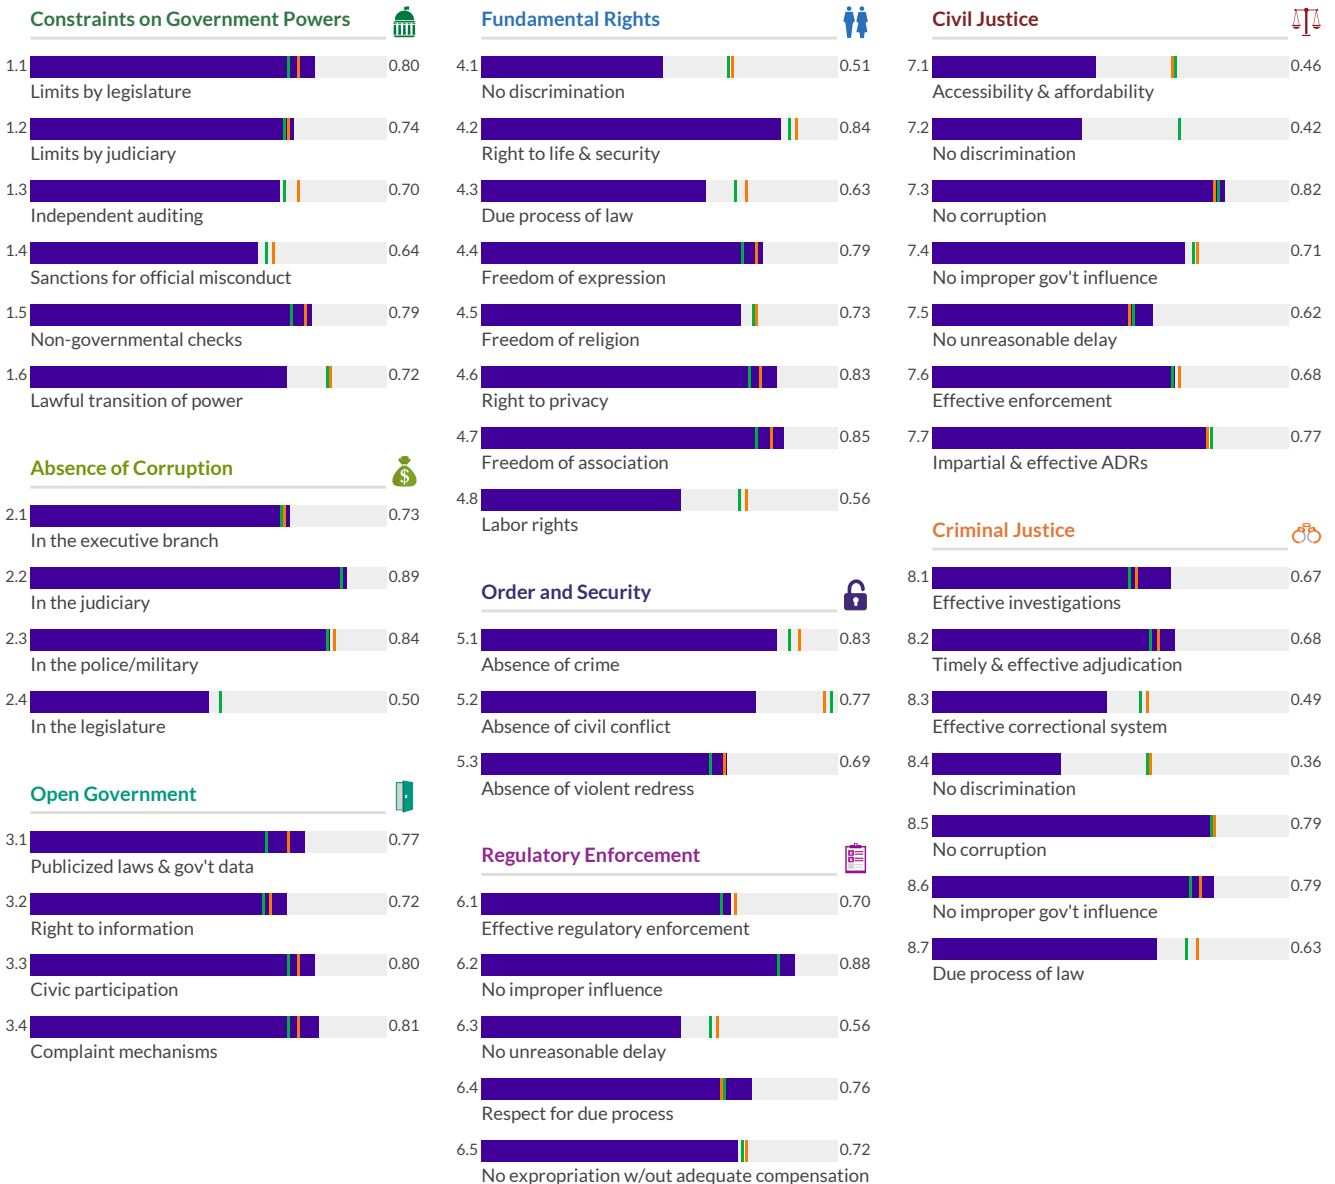 Constraints on Government Powers
1.1 0.80
Limits by legislature
1.2 0.74
Limits by judiciary
1.3 0.70
Independent auditing
1.4 0.64
Sanctions for official misconduct
1.5 0.79
Non-governmental checks
1.6 0.72
Lawful transition of power
Absence of Corruption
$
2.1 0.73
In the executive branch
2.2 0.89
In the judiciary
2.3 0.84
In the police/military
2.4 0.50
In the legislature
Open Government
3.1 0.77
Publicized laws & gov't data
3.2 0.72
Right to information
3.3 0.80
Civic participation
3.4 0.81
Complaint mechanisms
Fundamental Rights
4.1 0.51
No discrimination
4.2 0.84
Right to life & security
4.3 0.63
Due process of law
4.4 0.79
Freedom of expression
4.5 0.73
Freedom of religion
4.6 0.83
Right to privacy
4.7 0.85
Freedom of association
4.8 0.56
Labor rights
Order and Security
5.1 0.83
Absence of crime
5.2 0.77
Absence of civil conflict
5.3 0.69
Absence of violent redress
Regulatory Enforcement
6.1 0.70
Effective regulatory enforcement
6.2 0.88
No improper influence
6.3 0.56
No unreasonable delay
6.4 0.76
Respect for due process
6.5 0.72
No expropriation w/out adequate compensation
Civil Justice
7.1 0.46
Accessibility & affordability
7.2 0.42
No discrimination
7.3 0.82
No corruption
7.4 0.71
No improper gov't influence
7.5 0.62
No unreasonable delay
7.6 0.68
Effective enforcement
7.7 0.77
Impartial & effective ADRs
Criminal Justice
8.1 0.67
Effective investigations
8.2 0.68
Timely & effective adjudication
8.3 0.49
Effective correctional system
8.4 0.36
No discrimination
8.5 0.79
No corruption
8.6 0.79
No improper gov't influence
8.7 0.63
Due process of law